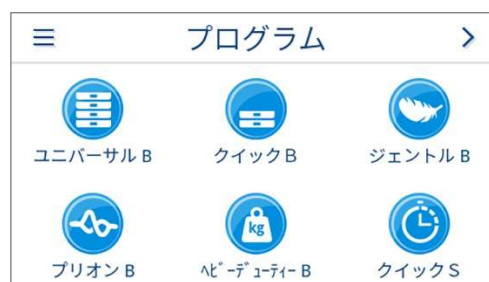 プログラム
ユニバーサル B
クイック B
ジェントル B
kg
プリオン B
ﾍﾋﾞｰﾃﾞｭｰﾃｨｰ B
クイック S